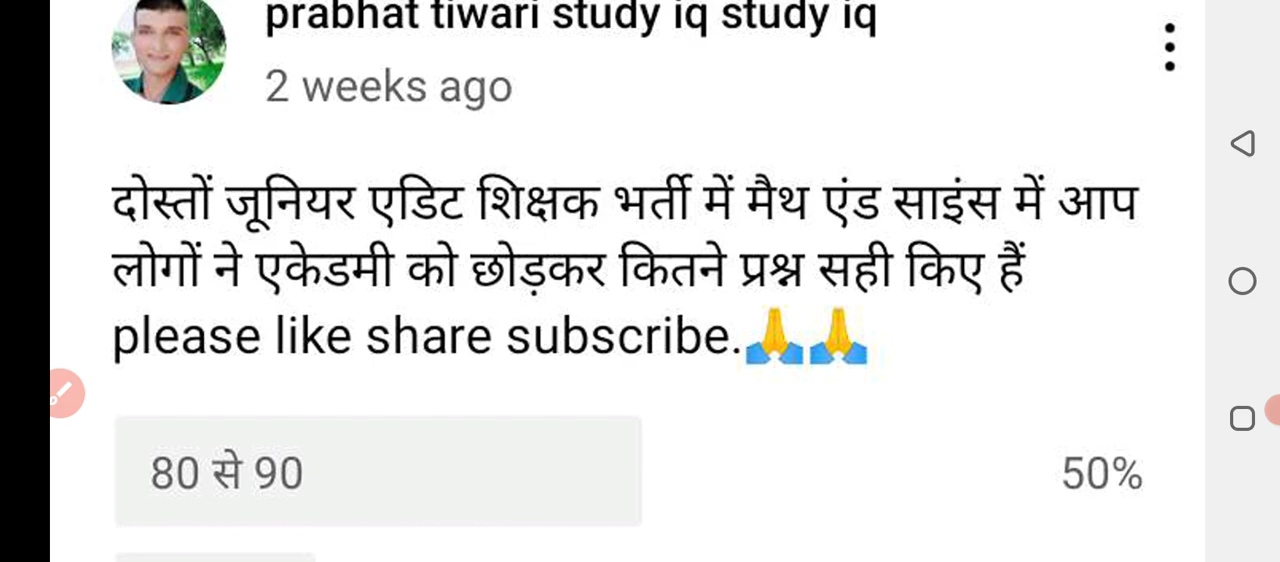 prabhat tiwari study iq study iq
2 weeks ago
दोस्तों जूनियर एडिट शिक्षक भर्ती में मैथ एंड साइंस में आप
लोगों ने एकेडमी को छोड़कर कितने प्रश्न सही किए हैं
please like share subscribe.🙏🙏
80 से 90 50%